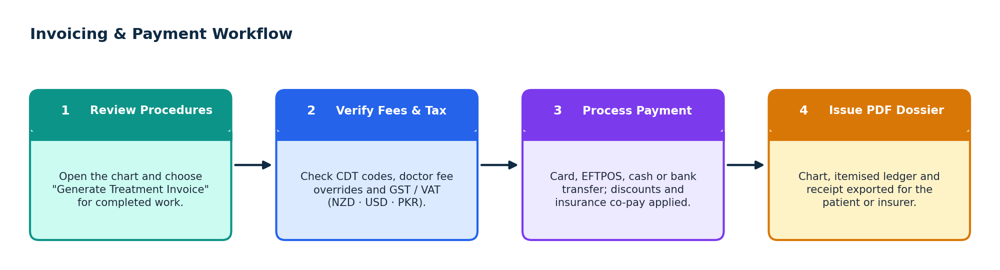 Invoicing & Payment Workflow
1 Review Procedures
Open the chart and choose
"Generate Treatment Invoice"
for completed work.
2 Verify Fees & Tax
Check CDT codes, doctor fee
overrides and GST / VAT
(NZD · USD · PKR).
3 Process Payment
Card, EFTPOS, cash or bank
transfer; discounts and
insurance co-pay applied.
4 Issue PDF Dossier
Chart, itemised ledger and
receipt exported for the
patient or insurer.